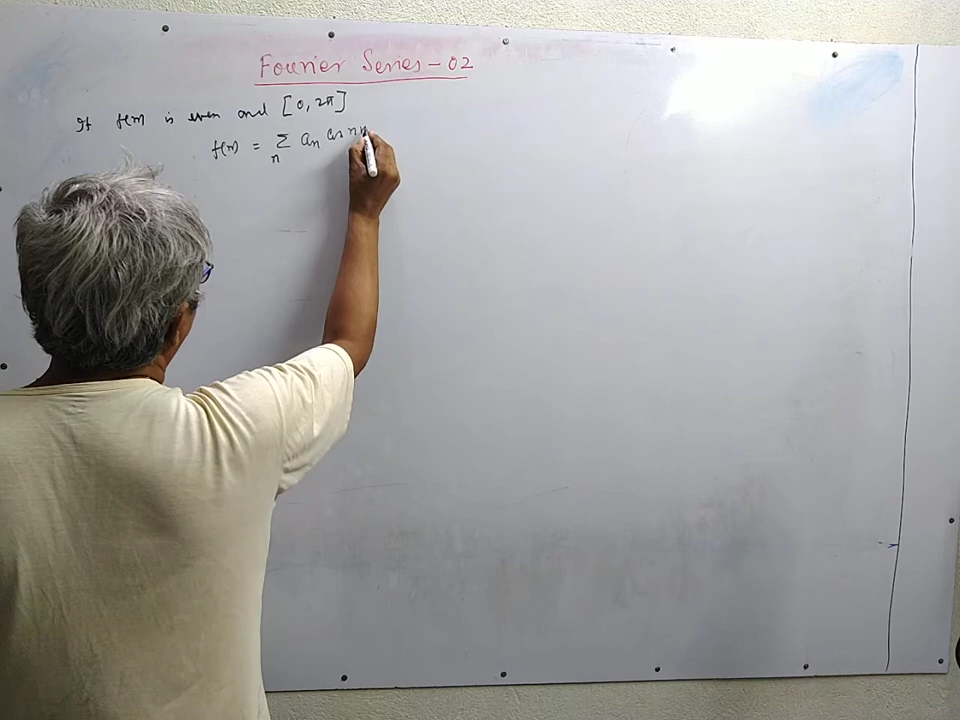 Fourier Series - 02
If f(x) is even and [0, 2π]
f(x) = Σ aₙ cos nx
n